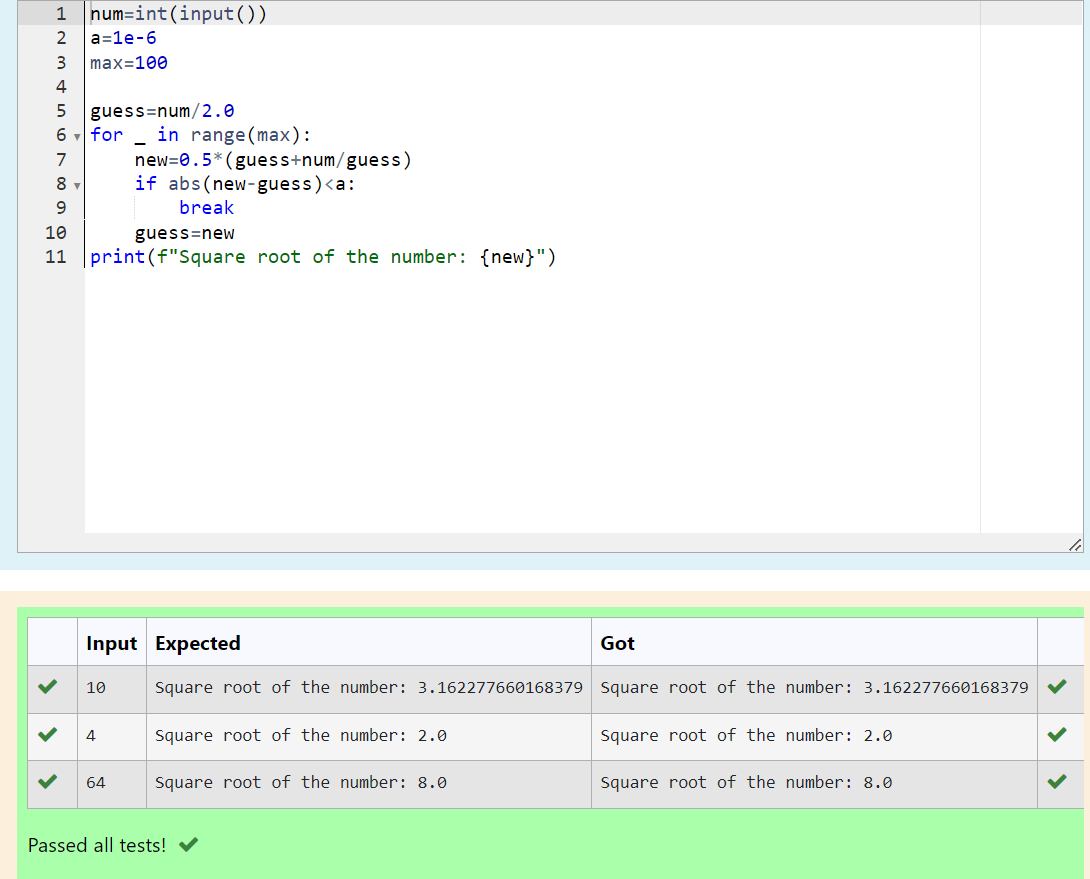 1 num=int(input())
2 a=1e-6
3 max=100
4
5 guess=num/2.0
6 for _ in range(max):
7     new=0.5*(guess+num/guess)
8     if abs(new-guess)<a:
9         break
10     guess=new
11 print(f"Square root of the number: {new}")
Input Expected Got
10 Square root of the number: 3.162277660168379 Square root of the number: 3.162277660168379
4 Square root of the number: 2.0 Square root of the number: 2.0
64 Square root of the number: 8.0 Square root of the number: 8.0
Passed all tests!